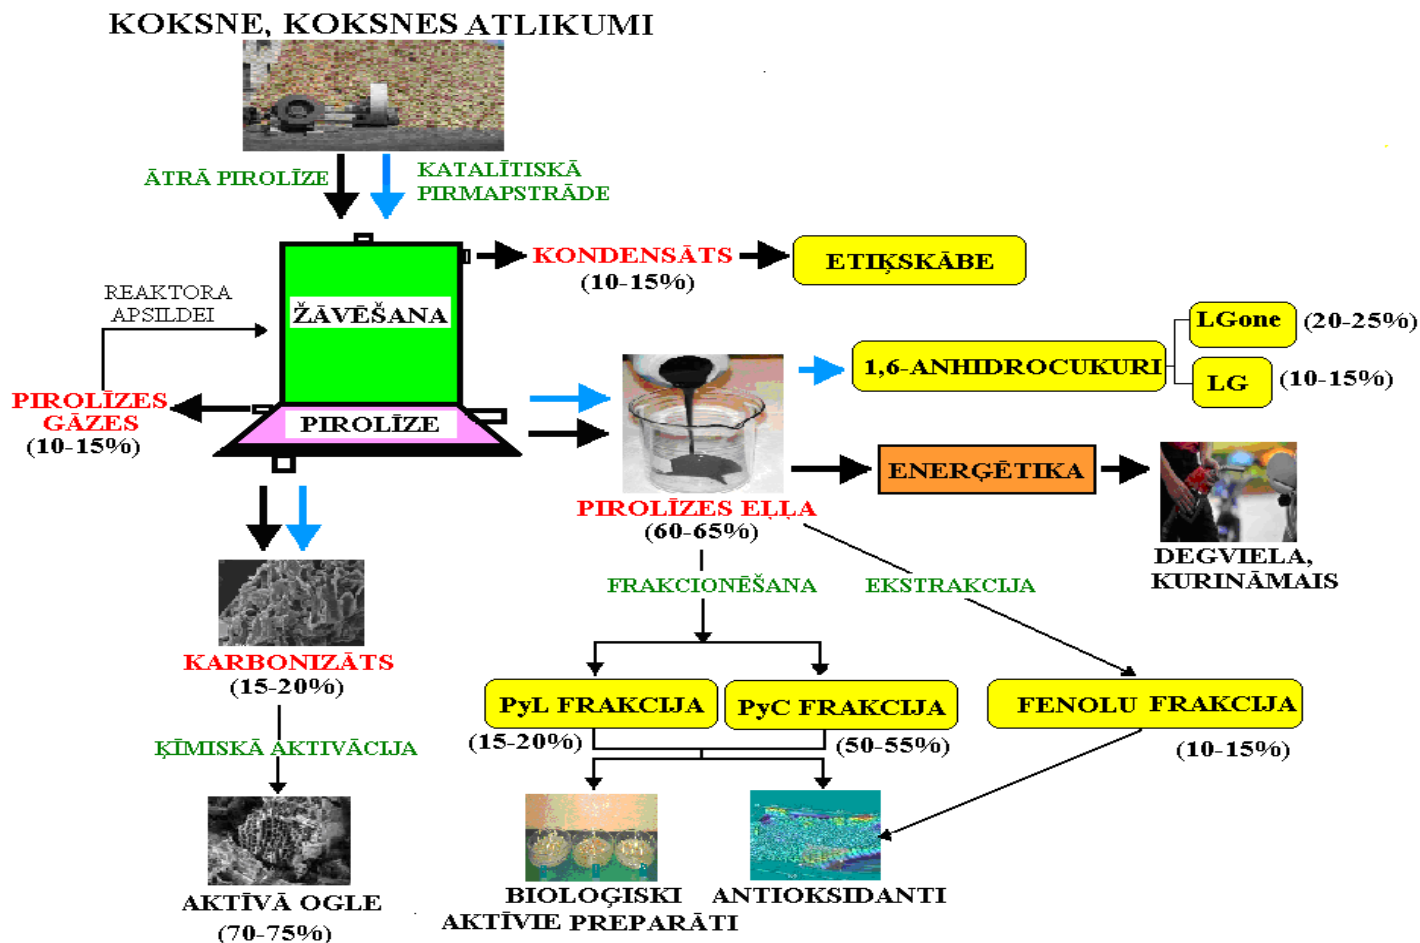 KOKSNE, KOKSNES ATLIKUMI
ĀTRĀ PIROLĪZE
KATALĪTISKĀ
PIRMAPSTRĀDE
ŽĀVĒŠANA
KONDENSĀTS
(10-15%)
ETIĶSKĀBE
REAKTORA
APSILDEI
PIROLĪZES
GĀZES
(10-15%)
PIROLĪZE
1,6-ANHIDROCUKURI
LGone
(20-25%)
LG
(10-15%)
ENERĢĒTIKA
DEGVIELA,
KURINĀMAIS
PIROLĪZES EĻĻA
(60-65%)
FRAKCIONĒŠANA
EKSTRAKCIJA
KARBONIZĀTS
(15-20%)
PyL FRAKCIJA
(15-20%)
PyC FRAKCIJA
(50-55%)
FENOLU FRAKCIJA
(10-15%)
ĶĪMISKĀ AKTIVĀCIJA
AKTĪVĀ OGLE
(70-75%)
BIOLOĢISKI
AKTĪVIE PREPARĀTI
ANTIOKSIDANTI